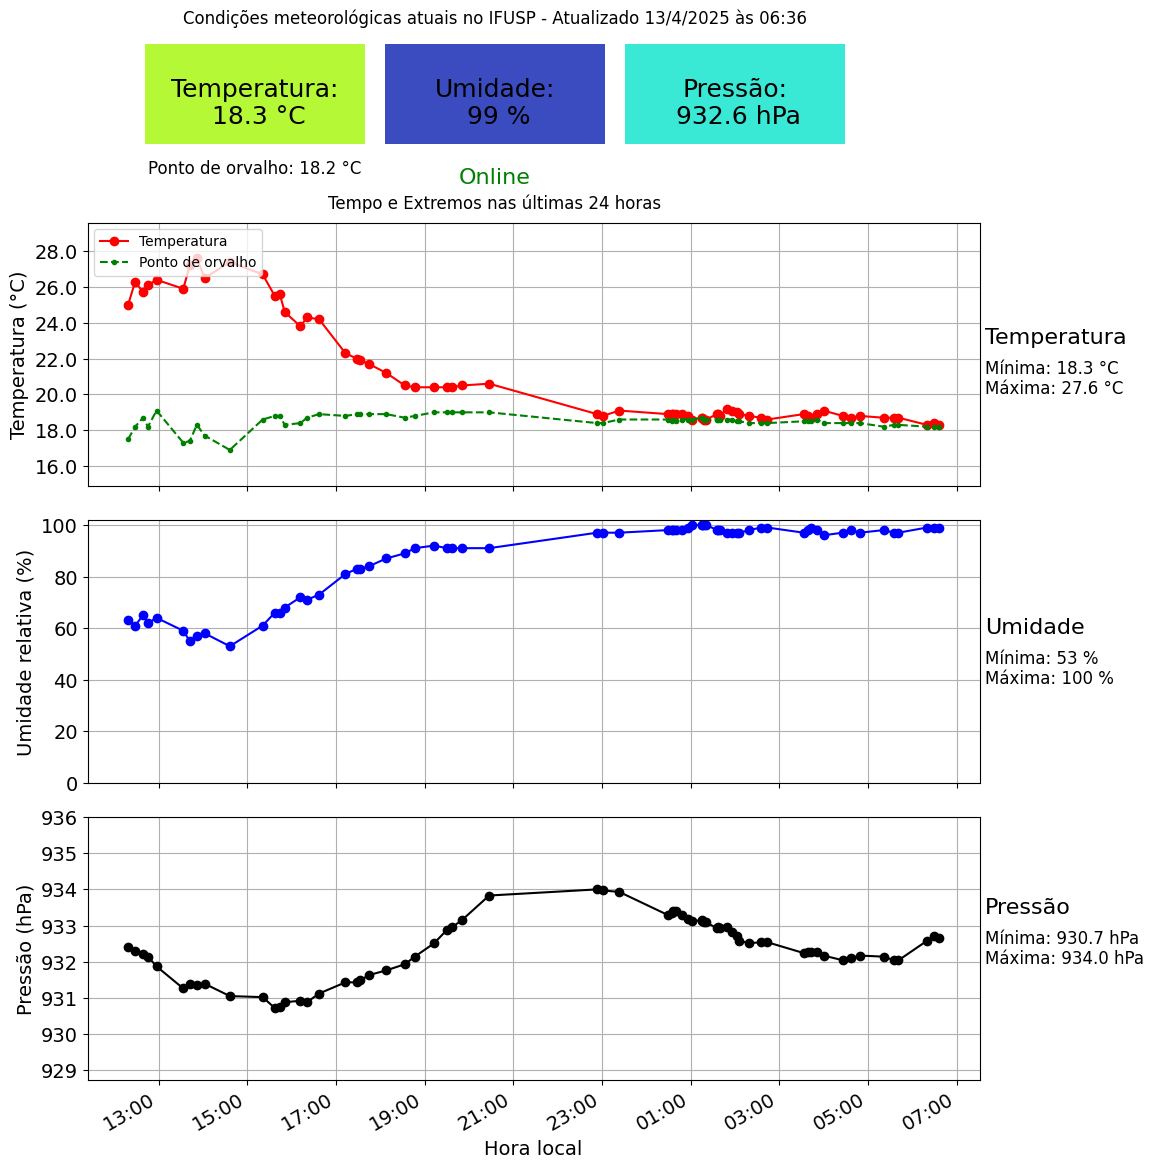 Condições meteorológicas atuais no IFUSP - Atualizado 13/4/2025 às 06:36
Temperatura:
18.3 °C
Umidade:
99 %
Pressão:
932.6 hPa
Ponto de orvalho: 18.2 °C
Online
Tempo e Extremos nas últimas 24 horas
Temperatura
Ponto de orvalho
Temperatura (°C)
28.0
26.0
24.0
22.0
20.0
18.0
16.0
Temperatura
Mínima: 18.3 °C
Máxima: 27.6 °C
Umidade relativa (%)
100
80
60
40
20
0
Umidade
Mínima: 53 %
Máxima: 100 %
Pressão (hPa)
936
935
934
933
932
931
930
929
Pressão
Mínima: 930.7 hPa
Máxima: 934.0 hPa
13:00 15:00 17:00 19:00 21:00 23:00 01:00 03:00 05:00 07:00
Hora local